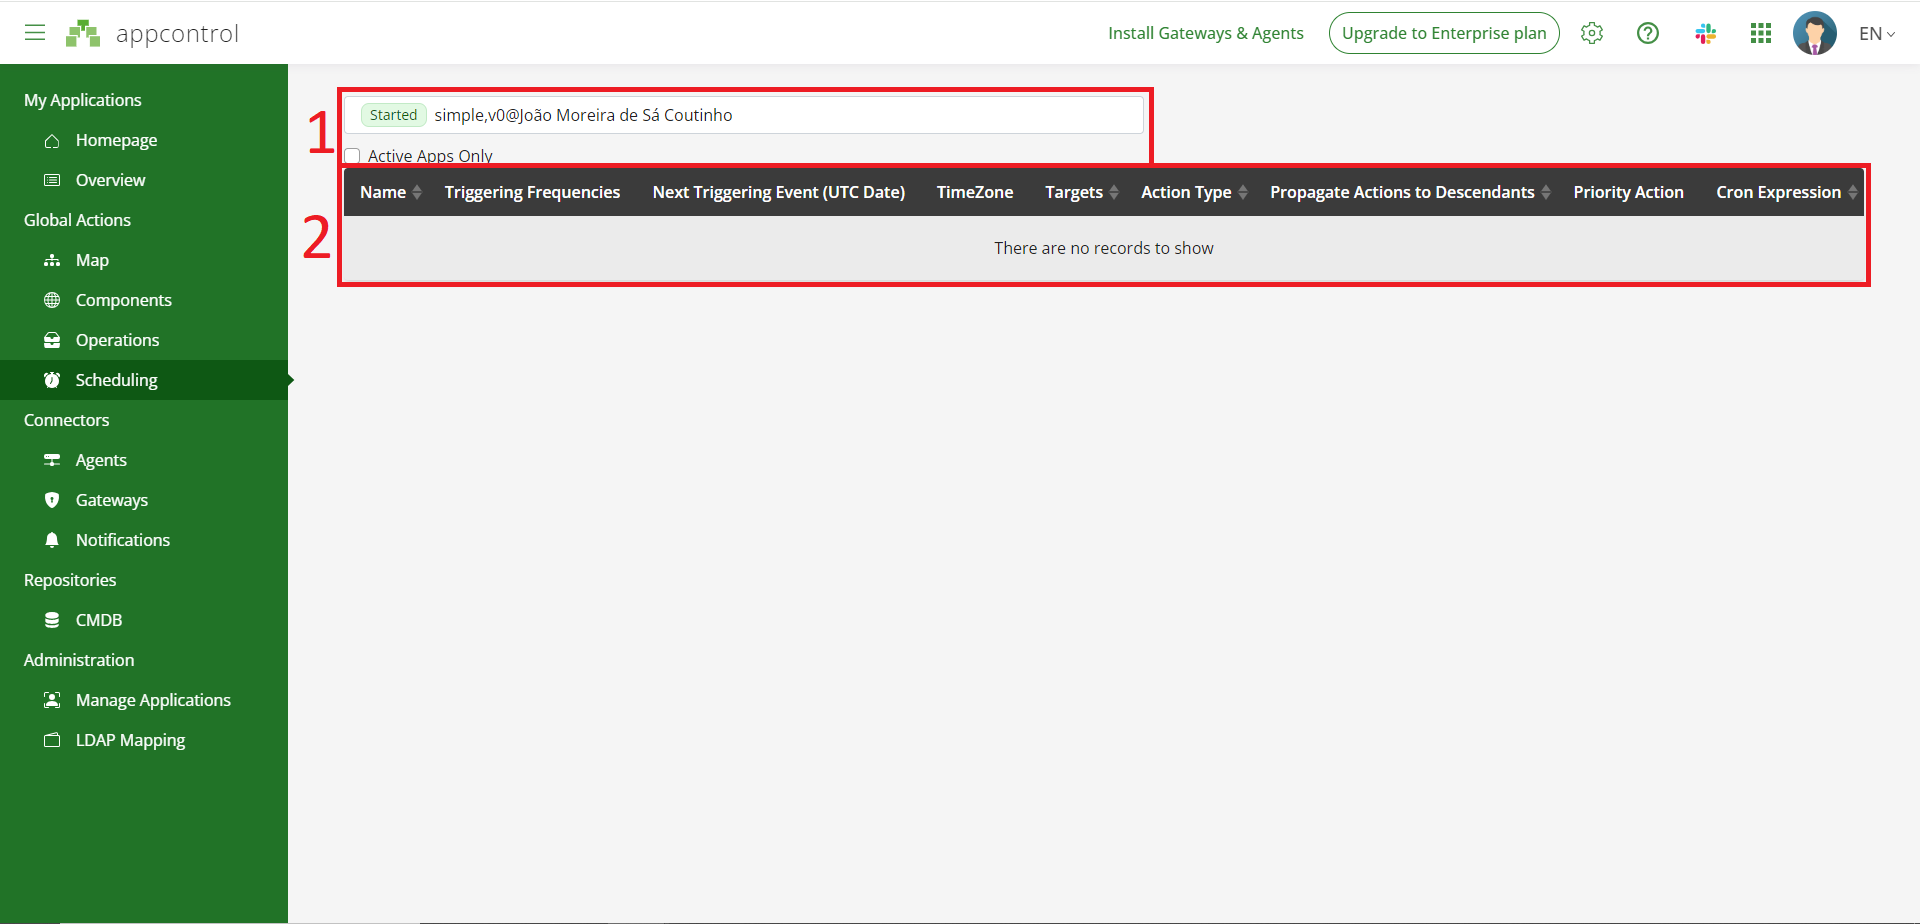 appcontrol
Install Gateways & Agents
Upgrade to Enterprise plan
EN
My Applications
Homepage
Overview
Global Actions
Map
Components
Operations
Scheduling
Connectors
Agents
Gateways
Notifications
Repositories
CMDB
Administration
Manage Applications
LDAP Mapping
1
Started simple,v0@João Moreira de Sá Coutinho
Active Apps Only
2
Name Triggering Frequencies Next Triggering Event (UTC Date) TimeZone Targets Action Type Propagate Actions to Descendants Priority Action Cron Expression
There are no records to show